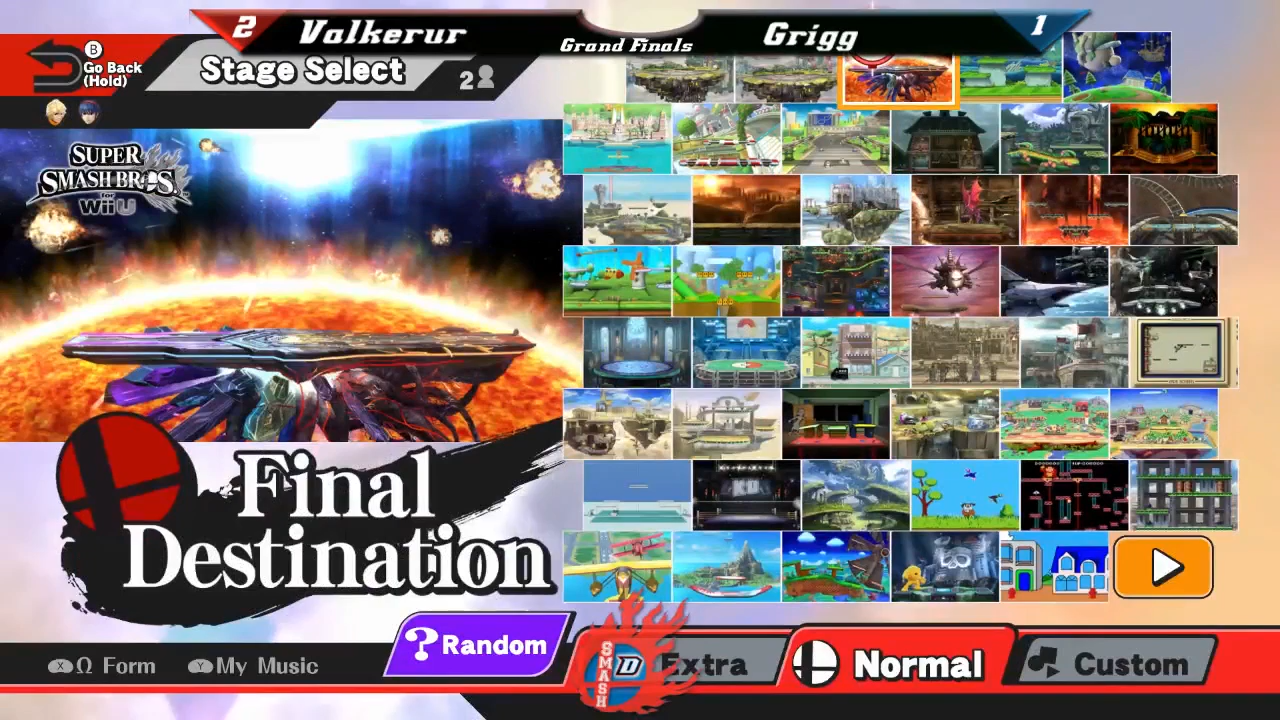 2 Valkerur Grand Finals Grigg 1
B Go Back
(Hold)
Stage Select
2
SUPER
SMASH BROS.
for
Wii U
Final
Destination
? Random
X Ω Form
Y My Music
SMASH
D
Extra
Normal
Custom